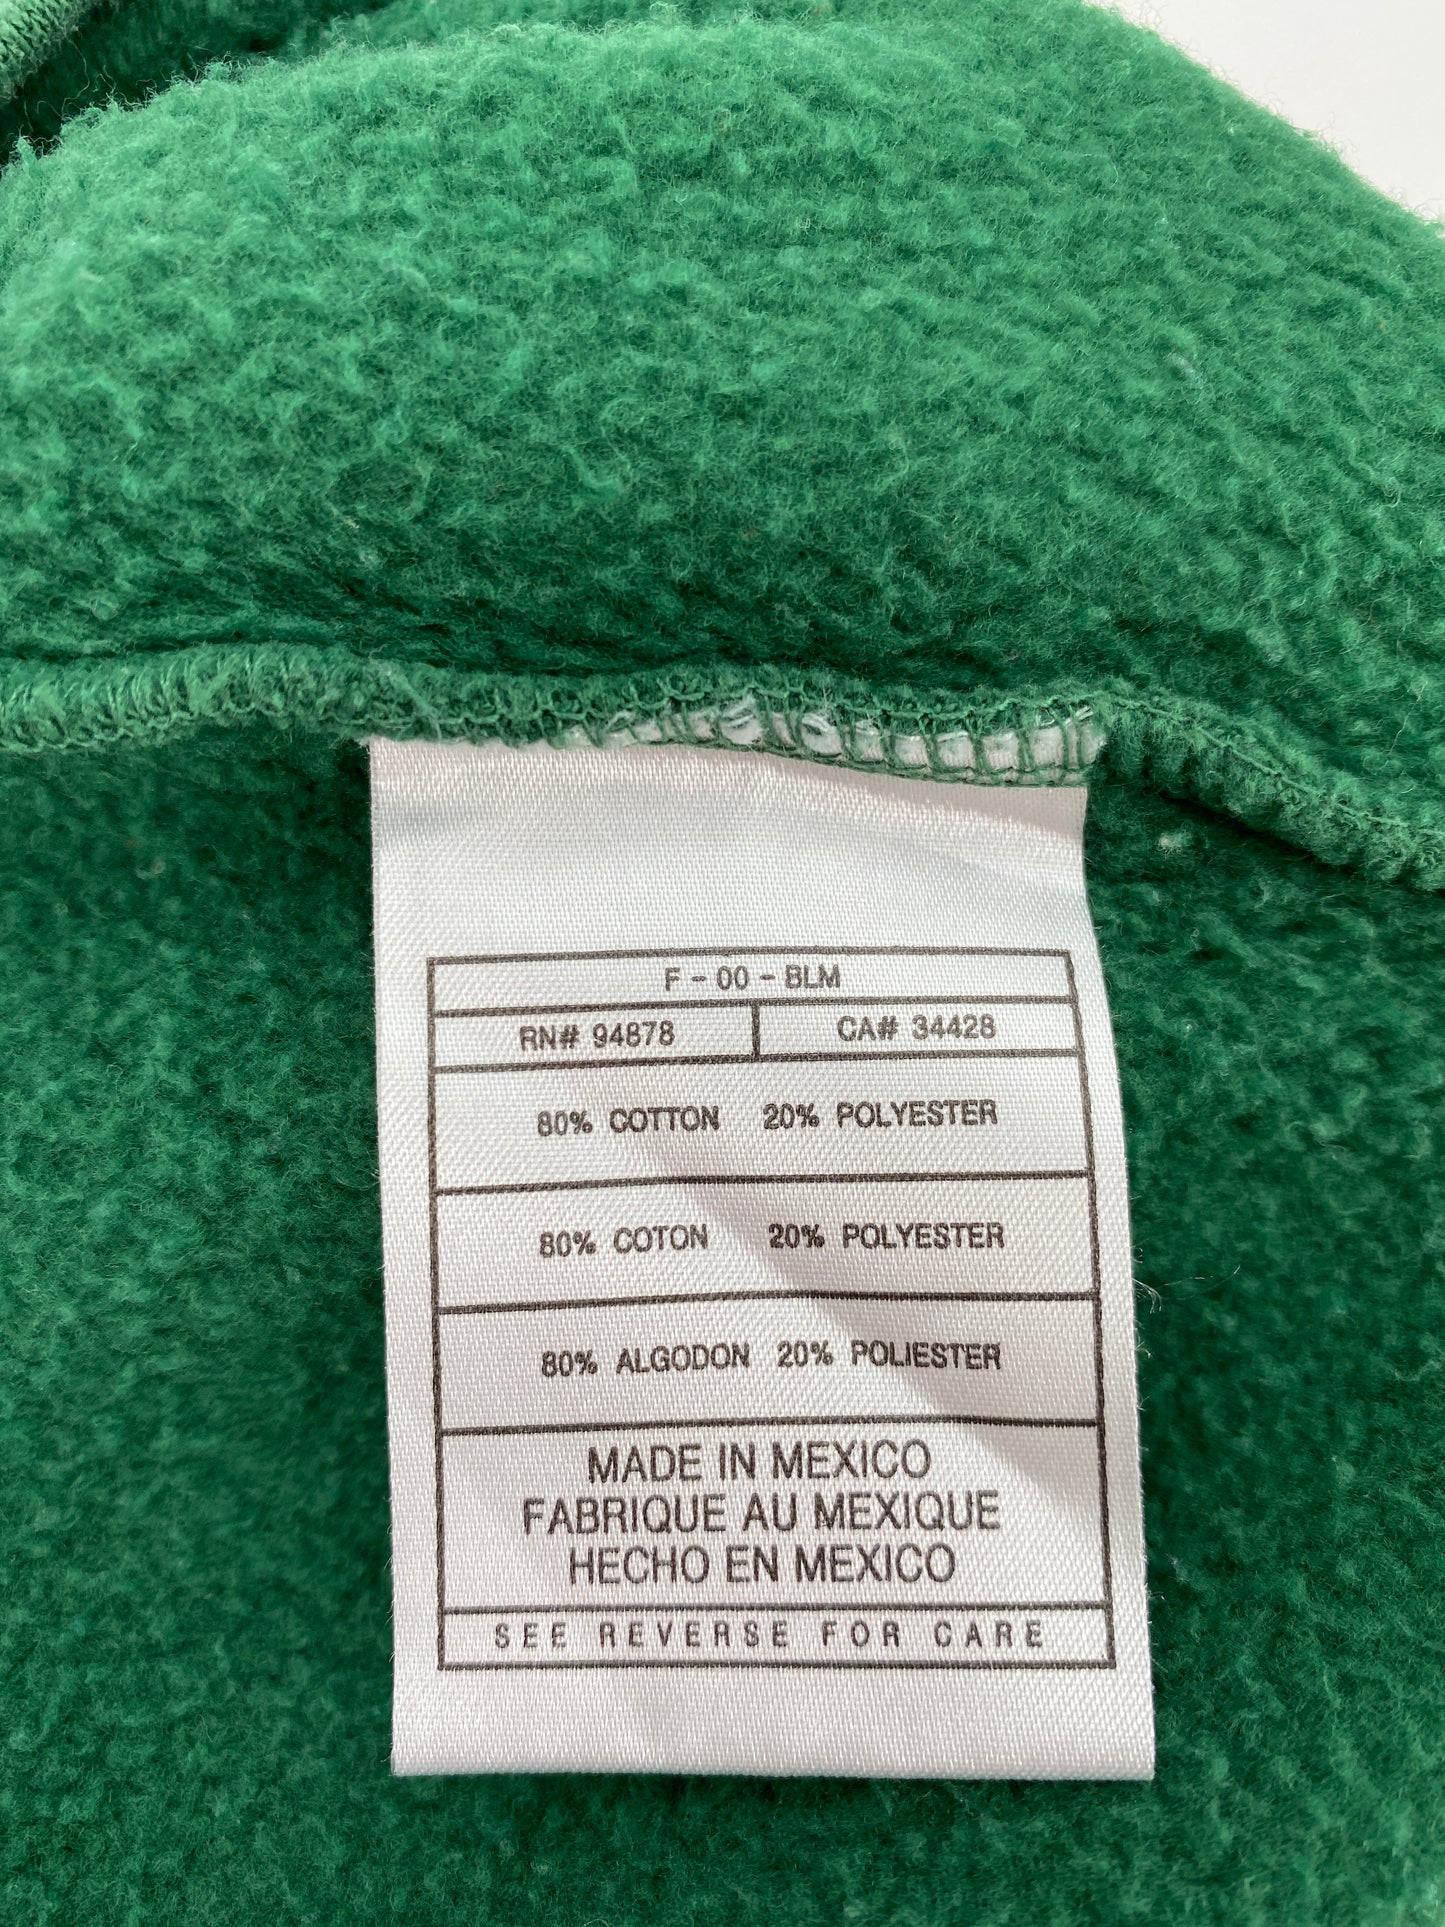 F - 00 - BLM
RN# 94878 CA# 34428
80% COTTON 20% POLYESTER
80% COTON 20% POLYESTER
80% ALGODON 20% POLIESTER
MADE IN MEXICO
FABRIQUE AU MEXIQUE
HECHO EN MEXICO
SEE REVERSE FOR CARE